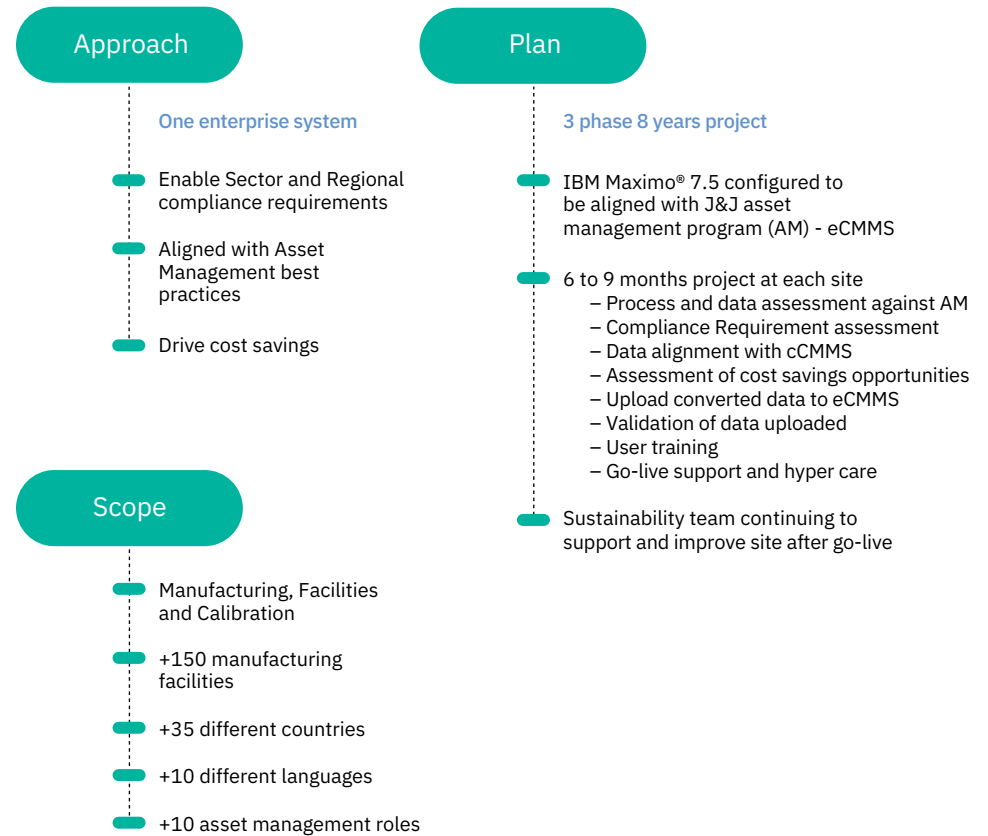 Approach
One enterprise system
Enable Sector and Regional
compliance requirements
Aligned with Asset
Management best
practices
Drive cost savings
Scope
Manufacturing, Facilities
and Calibration
+150 manufacturing
facilities
+35 different countries
+10 different languages
+10 asset management roles
Plan
3 phase 8 years project
IBM Maximo® 7.5 configured to
be aligned with J&J asset
management program (AM) - eCMMS
6 to 9 months project at each site
– Process and data assessment against AM
– Compliance Requirement assessment
– Data alignment with cCMMS
– Assessment of cost savings opportunities
– Upload converted data to eCMMS
– Validation of data uploaded
– User training
– Go-live support and hyper care
Sustainability team continuing to
support and improve site after go-live